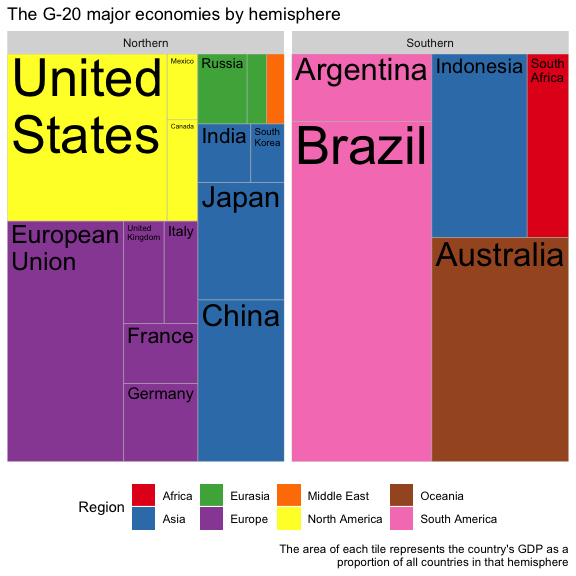 The G-20 major economies by hemisphere
Northern
United
States
Mexico
Canada
Russia
India
South
Korea
Japan
China
European
Union
United
Kingdom
Italy
France
Germany
Southern
Argentina
Brazil
Indonesia
South
Africa
Australia
Region
Africa
Asia
Eurasia
Europe
Middle East
North America
Oceania
South America
The area of each tile represents the country's GDP as a
proportion of all countries in that hemisphere